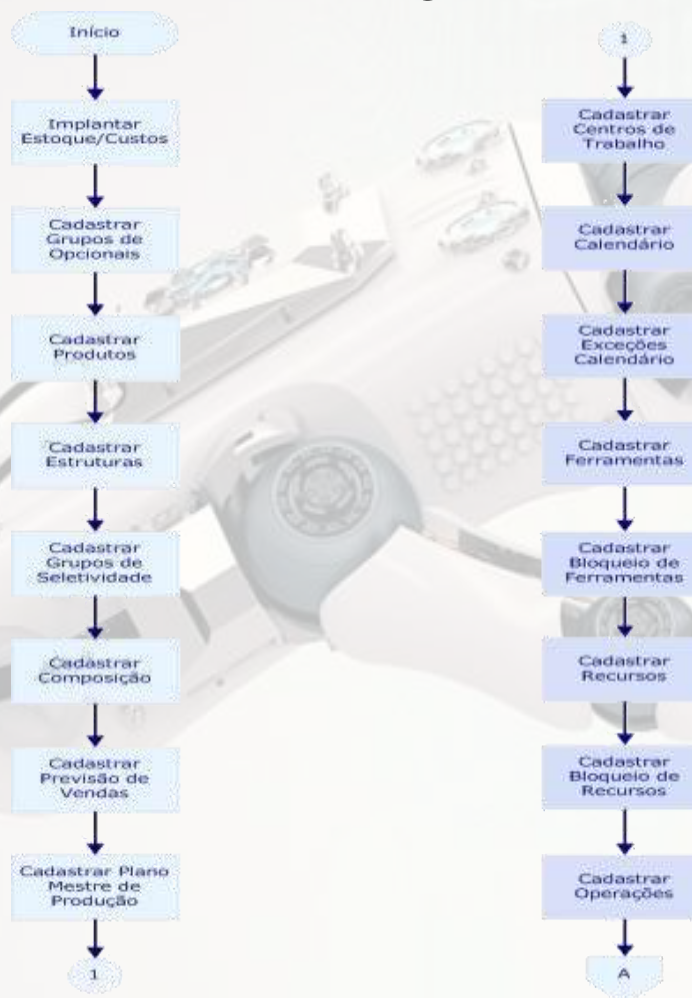 Início
Implantar
Estoque/Custos
Cadastrar
Grupos de
Opcionais
Cadastrar
Produtos
Cadastrar
Estruturas
Cadastrar
Grupos de
Seletividade
Cadastrar
Composição
Cadastrar
Previsão de
Vendas
Cadastrar Plano
Mestre de
Produção
1
1
Cadastrar
Centros de
Trabalho
Cadastrar
Calendário
Cadastrar
Exceções
Calendário
Cadastrar
Ferramentas
Cadastrar
Bloqueio de
Ferramentas
Cadastrar
Recursos
Cadastrar
Bloqueio de
Recursos
Cadastrar
Operações
A